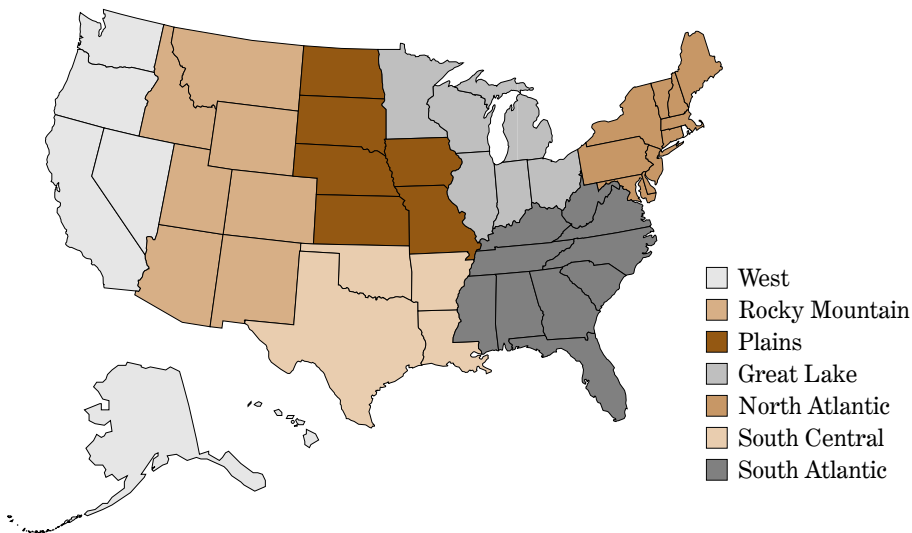 West
Rocky Mountain
Plains
Great Lake
North Atlantic
South Central
South Atlantic